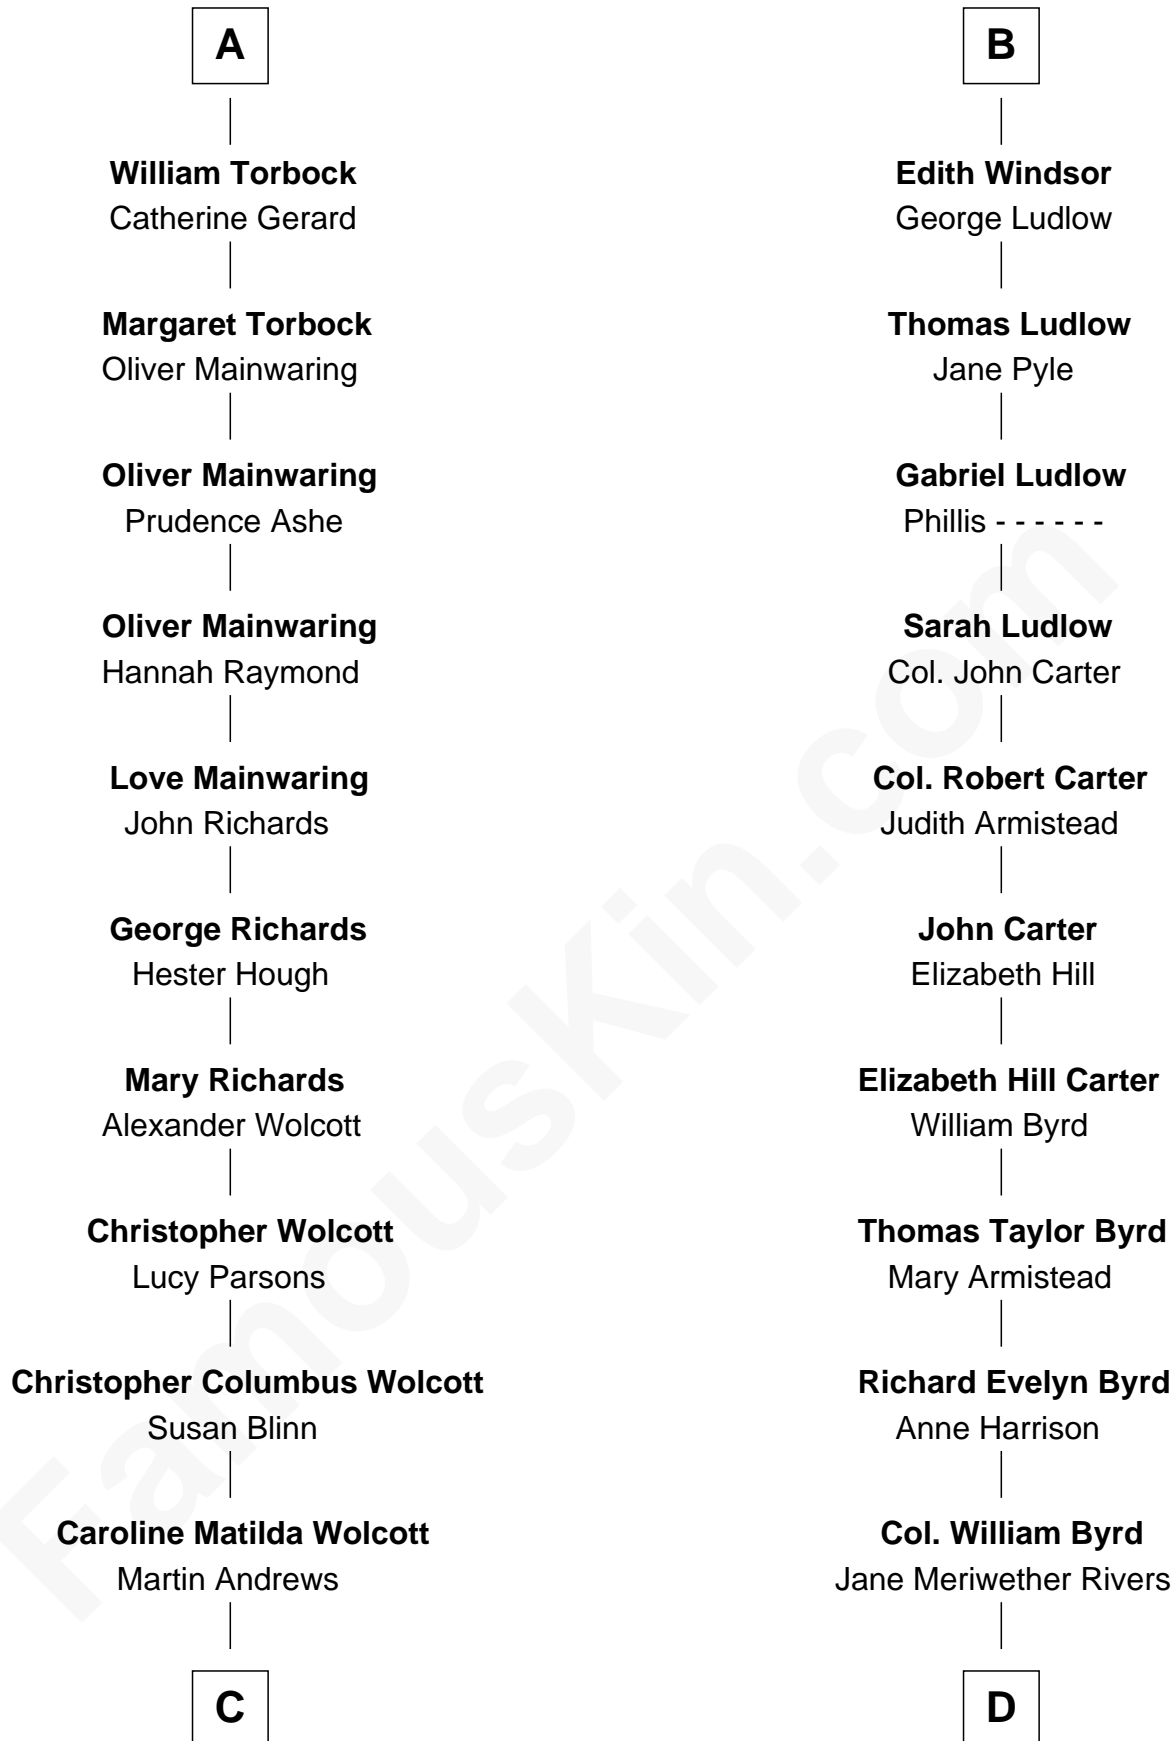 A
William Torbock
Catherine Gerard
Margaret Torbock
Oliver Mainwaring
Oliver Mainwaring
Prudence Ashe
Oliver Mainwaring
Hannah Raymond
Love Mainwaring
John Richards
George Richards
Hester Hough
Mary Richards
Alexander Wolcott
Christopher Wolcott
Lucy Parsons
Christopher Columbus Wolcott
Susan Blinn
Caroline Matilda Wolcott
Martin Andrews
C
B
Edith Windsor
George Ludlow
Thomas Ludlow
Jane Pyle
Gabriel Ludlow
Phillis - - - - - -
Sarah Ludlow
Col. John Carter
Col. Robert Carter
Judith Armistead
John Carter
Elizabeth Hill
Elizabeth Hill Carter
William Byrd
Thomas Taylor Byrd
Mary Armistead
Richard Evelyn Byrd
Anne Harrison
Col. William Byrd
Jane Meriwether Rivers
D
FamousKin.com